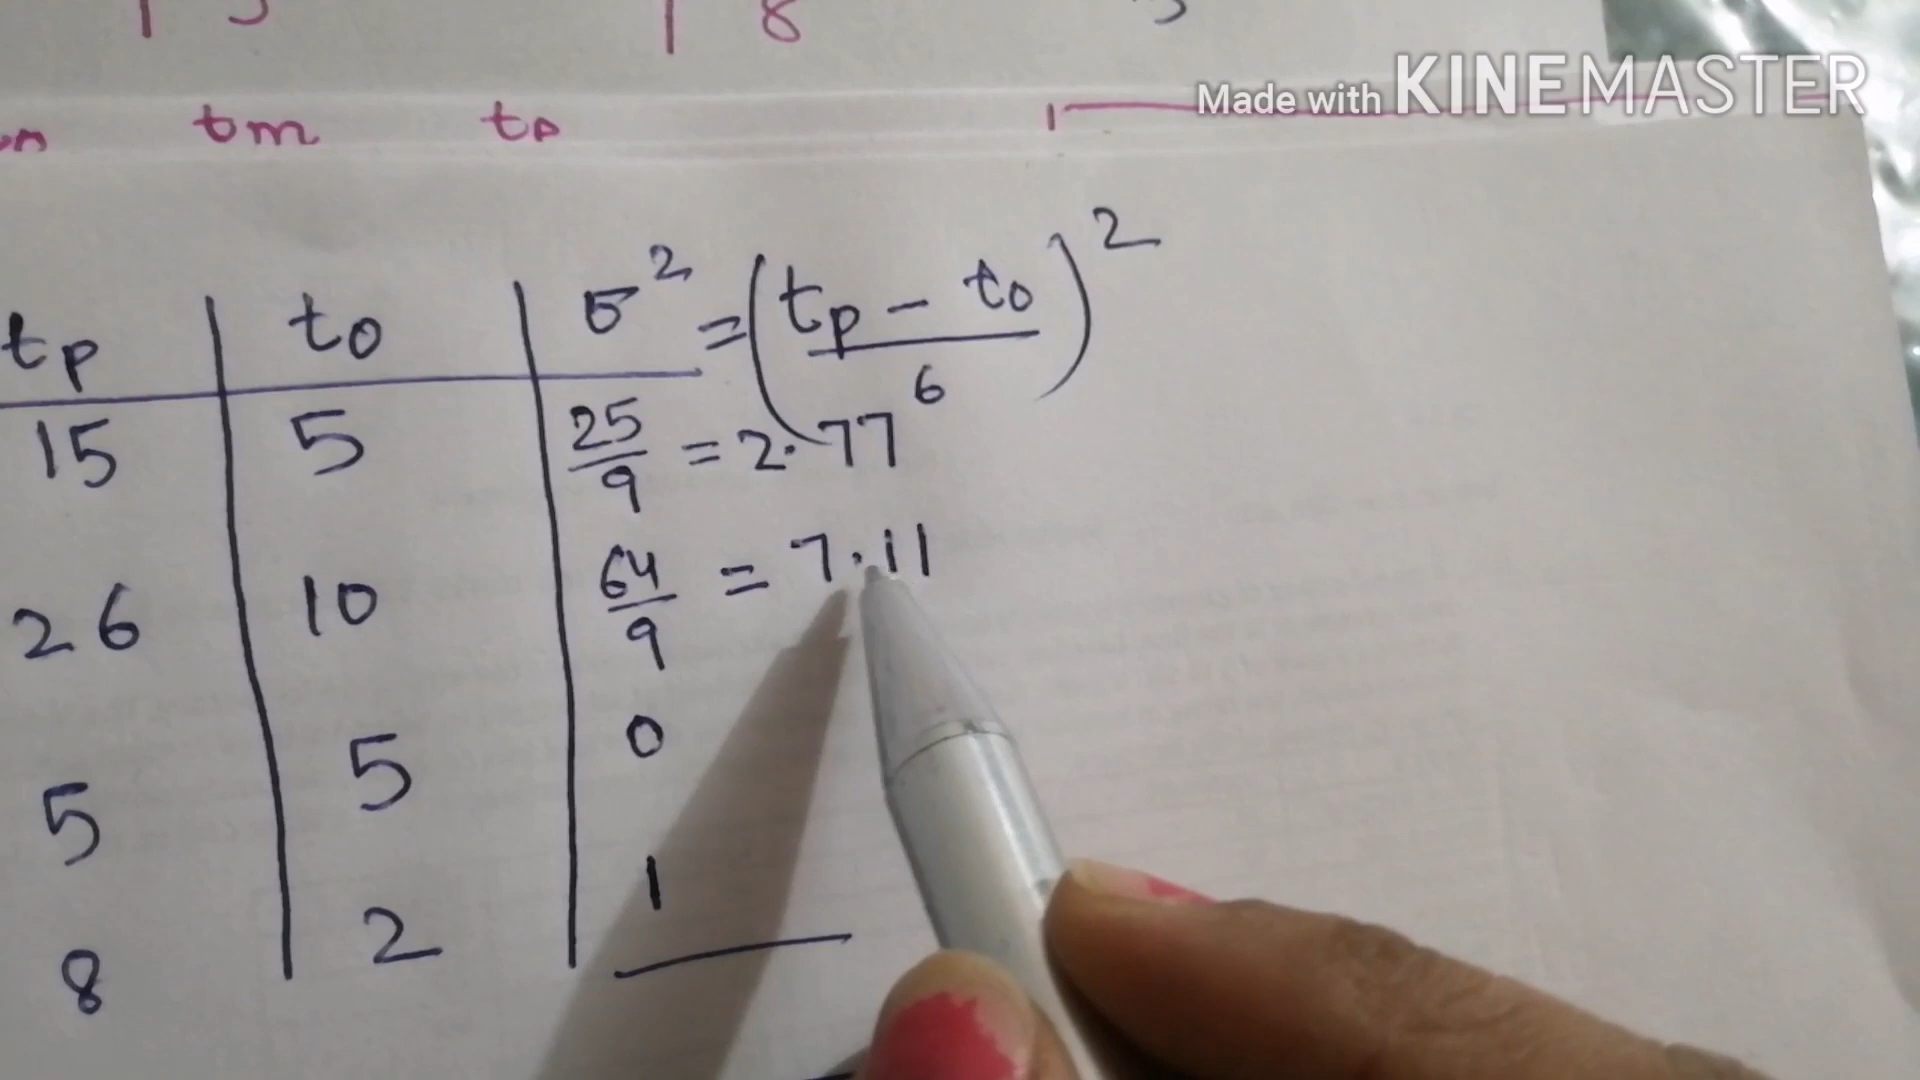 8
Made with KINEMASTER
tm tp
tp to σ² = (tp - to / 6)²
15 5 25/9 = 2.77
26 10 64/9 = 7.11
5 5 0
8 2 1